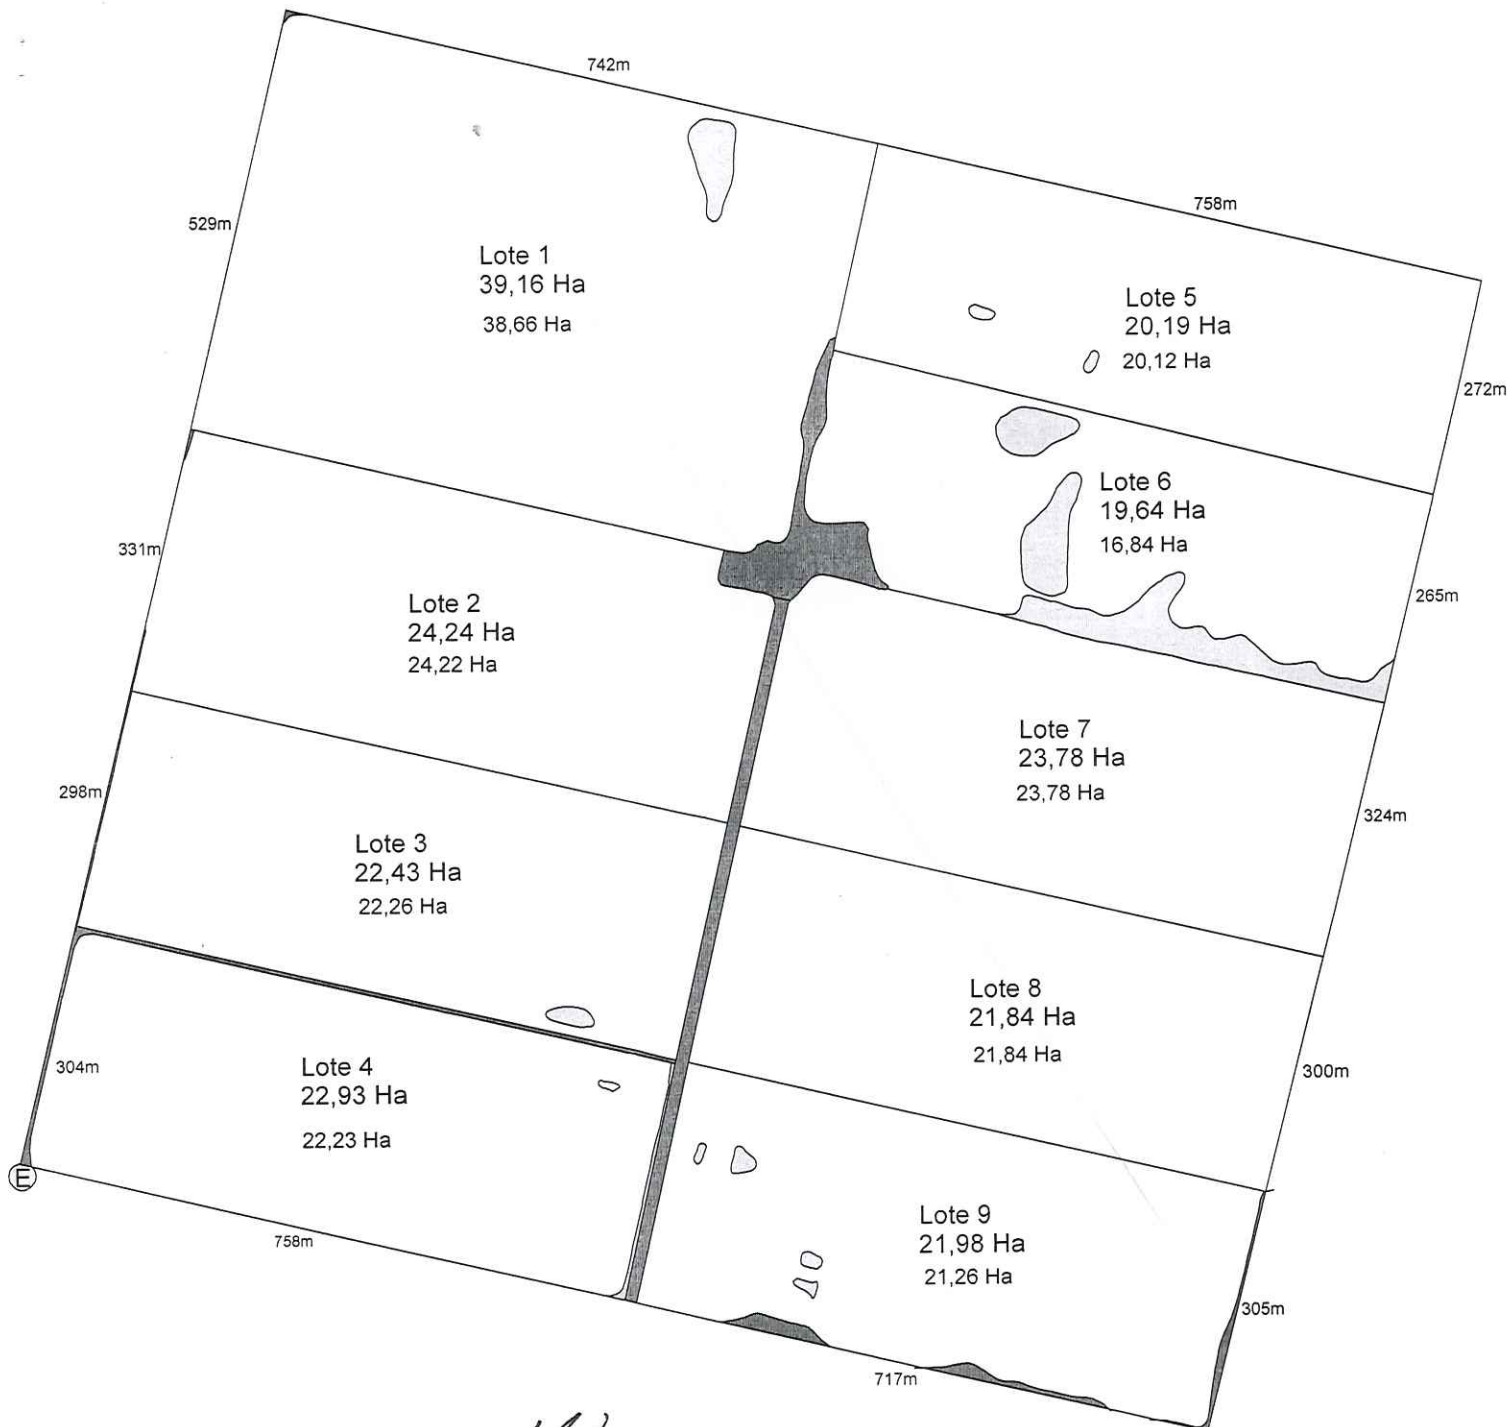 742m
758m
529m
Lote 1
39,16 Ha
38,66 Ha
Lote 5
20,19 Ha
20,12 Ha
272m
Lote 6
19,64 Ha
16,84 Ha
331m
265m
Lote 2
24,24 Ha
24,22 Ha
Lote 7
23,78 Ha
23,78 Ha
298m
324m
Lote 3
22,43 Ha
22,26 Ha
Lote 8
21,84 Ha
21,84 Ha
304m
Lote 4
22,93 Ha
22,23 Ha
300m
E
Lote 9
21,98 Ha
21,26 Ha
758m
305m
717m